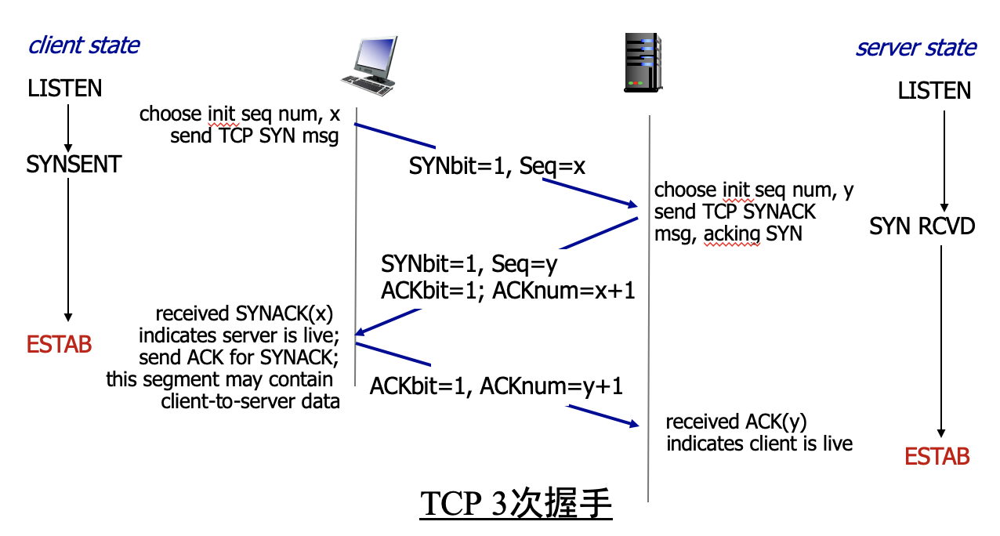 client state
server state
LISTEN
LISTEN
choose init seq num, x
send TCP SYN msg
SYNSENT
SYNbit=1, Seq=x
choose init seq num, y
send TCP SYNACK
msg, acking SYN
SYN RCVD
SYNbit=1, Seq=y
ACKbit=1; ACKnum=x+1
received SYNACK(x)
indicates server is live;
send ACK for SYNACK;
this segment may contain
client-to-server data
ESTAB
ACKbit=1, ACKnum=y+1
received ACK(y)
indicates client is live
ESTAB
TCP 3次握手